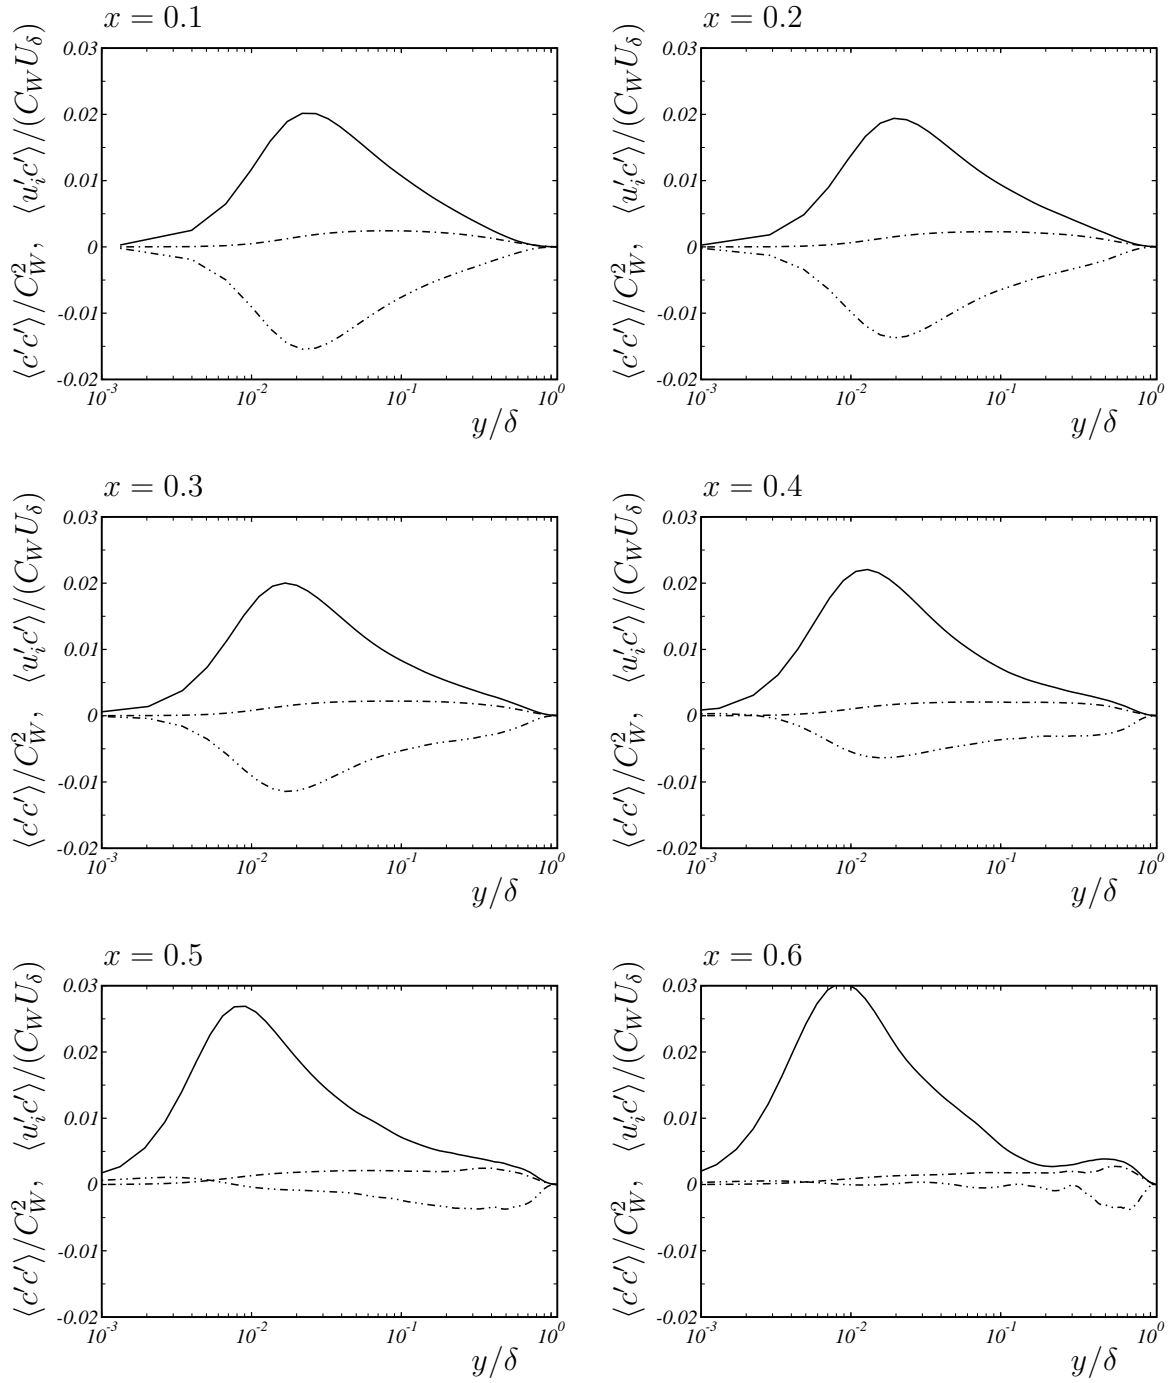 x = 0.1
⟨c′c′⟩/C_W^2, ⟨u′_i c′⟩/(C_W U_δ)
0.03
0.02
0.01
0
-0.01
-0.02
10^-3 10^-2 10^-1 10^0
y/δ
x = 0.2
⟨c′c′⟩/C_W^2, ⟨u′_i c′⟩/(C_W U_δ)
0.03
0.02
0.01
0
-0.01
-0.02
10^-3 10^-2 10^-1 10^0
y/δ
x = 0.3
⟨c′c′⟩/C_W^2, ⟨u′_i c′⟩/(C_W U_δ)
0.03
0.02
0.01
0
-0.01
-0.02
10^-3 10^-2 10^-1 10^0
y/δ
x = 0.4
⟨c′c′⟩/C_W^2, ⟨u′_i c′⟩/(C_W U_δ)
0.03
0.02
0.01
0
-0.01
-0.02
10^-3 10^-2 10^-1 10^0
y/δ
x = 0.5
⟨c′c′⟩/C_W^2, ⟨u′_i c′⟩/(C_W U_δ)
0.03
0.02
0.01
0
-0.01
-0.02
10^-3 10^-2 10^-1 10^0
y/δ
x = 0.6
⟨c′c′⟩/C_W^2, ⟨u′_i c′⟩/(C_W U_δ)
0.03
0.02
0.01
0
-0.01
-0.02
10^-3 10^-2 10^-1 10^0
y/δ